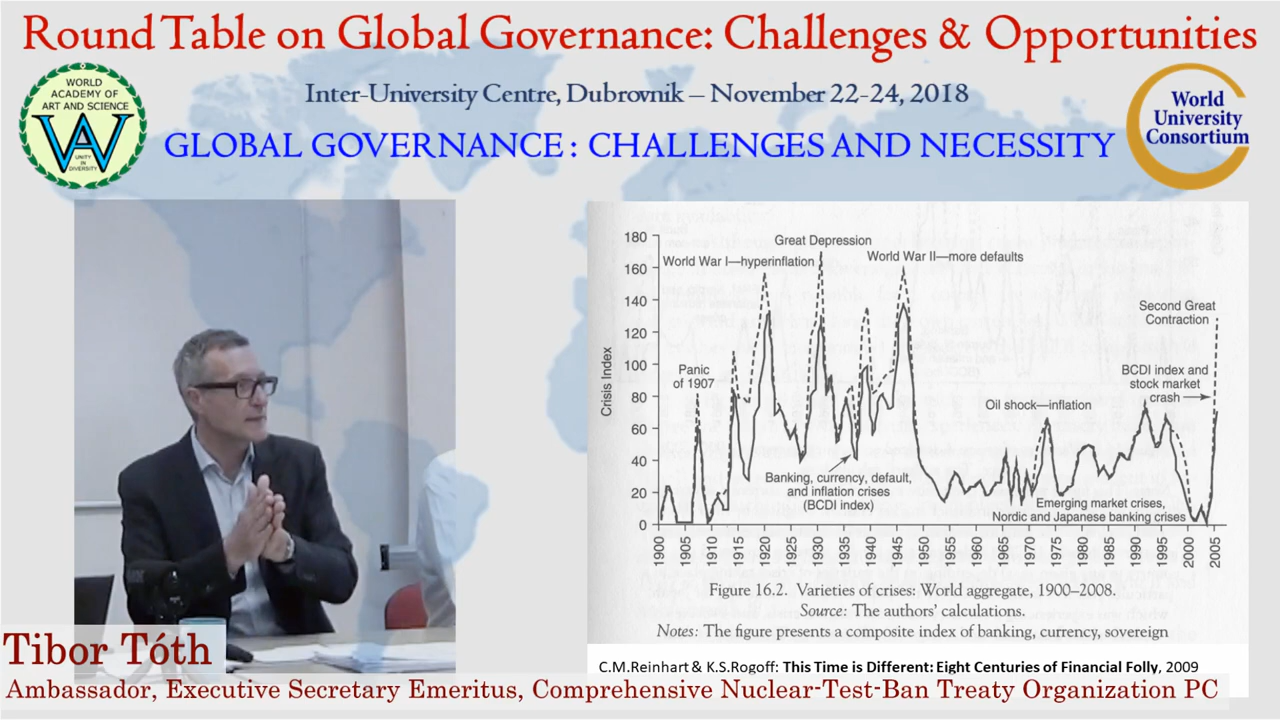 Round Table on Global Governance: Challenges & Opportunities
WORLD
ACADEMY OF
ART AND SCIENCE
UNITY
IN
DIVERSITY
Inter-University Centre, Dubrovnik – November 22-24, 2018
GLOBAL GOVERNANCE : CHALLENGES AND NECESSITY
World
University
Consortium
Crisis Index
180
160
140
120
100
80
60
40
20
0
Great Depression
World War I—hyperinflation
World War II—more defaults
Second Great
Contraction
Panic
of 1907
BCDI index and
stock market
crash
Oil shock—inflation
Banking, currency, default,
and inflation crises
(BCDI index)
Emerging market crises,
Nordic and Japanese banking crises
1900
1905
1910
1915
1920
1925
1930
1935
1940
1945
1950
1955
1960
1965
1970
1975
1980
1985
1990
1995
2000
2005
Figure 16.2. Varieties of crises: World aggregate, 1900–2008.
Source: The authors' calculations.
Notes: The figure presents a composite index of banking, currency, sovereign
C.M.Reinhart & K.S.Rogoff: This Time is Different: Eight Centuries of Financial Folly, 2009
Tibor Tóth
Ambassador, Executive Secretary Emeritus, Comprehensive Nuclear-Test-Ban Treaty Organization PC